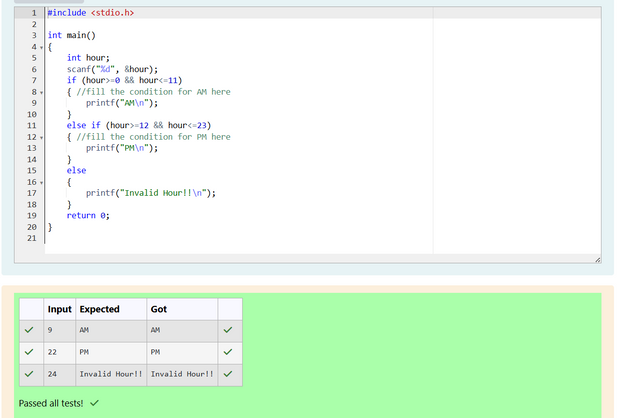 1 #include <stdio.h>
2
3 int main()
4 {
5 int hour;
6 scanf("%d", &hour);
7 if (hour>=0 && hour<=11)
8 { //fill the condition for AM here
9 printf("AM\n");
10 }
11 else if (hour>=12 && hour<=23)
12 { //fill the condition for PM here
13 printf("PM\n");
14 }
15 else
16 {
17 printf("Invalid Hour!!\n");
18 }
19 return 0;
20 }
21
Input Expected Got
9 AM AM
22 PM PM
24 Invalid Hour!! Invalid Hour!!
Passed all tests!